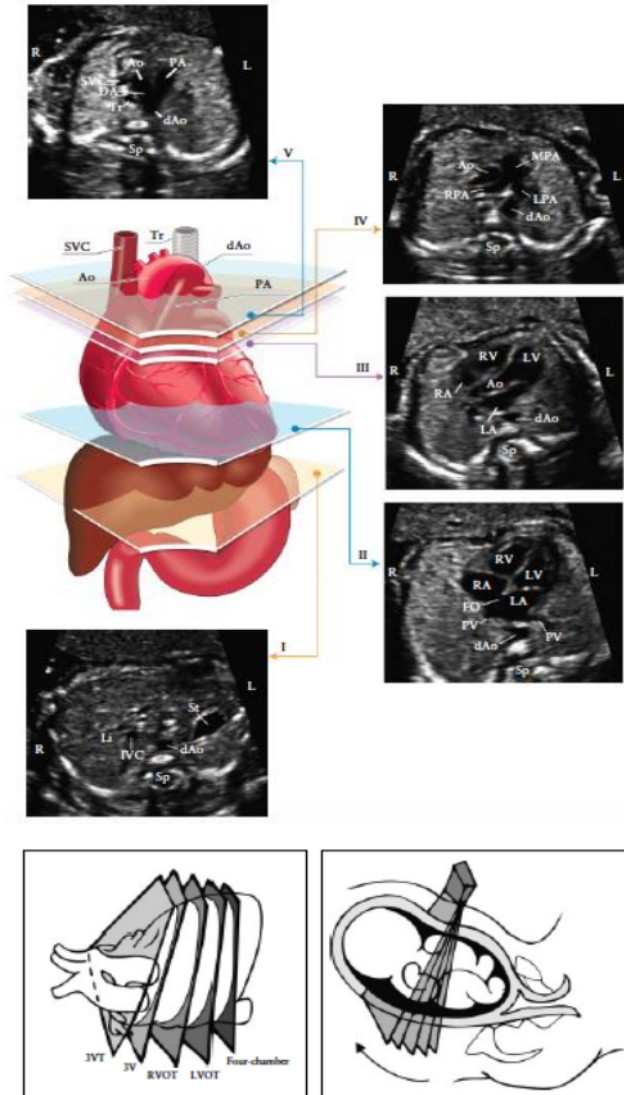 R
Ao
PA
L
SVC
DA
Tr
dAo
Sp
V
Ao
MPA
L
RPA
LPA
R
dAo
Sp
IV
SVC
Tr
dAo
Ao
PA
III
R
RV
LV
L
RA
Ao
LA
dAo
Sp
II
R
RV
L
RA
LV
FO
LA
PV
PV
dAo
Sp
I
L
St
Li
R
IVC
dAo
Sp
3VT
3V
RVOT
LVOT
Four-chamber